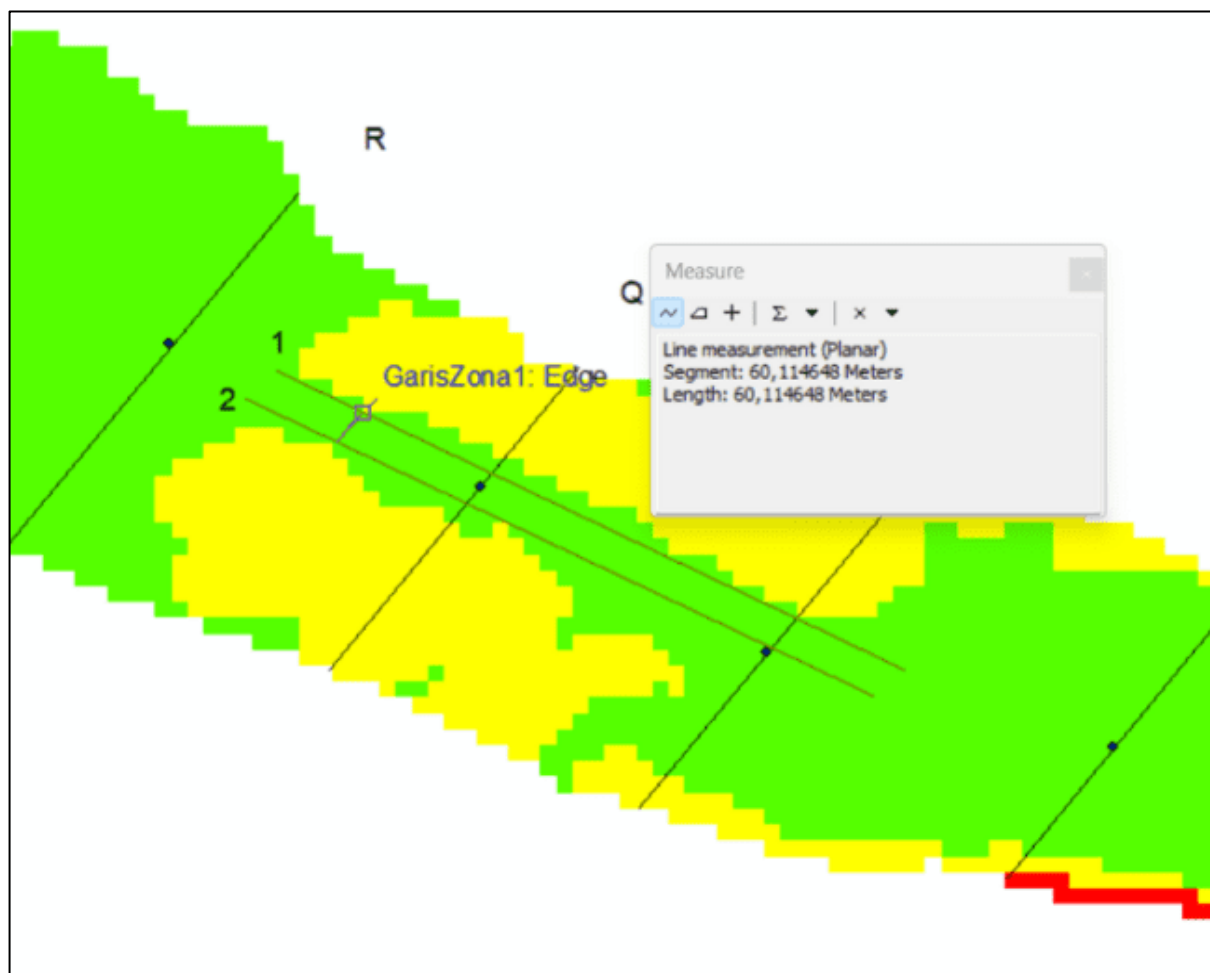 R
Q
1
2
GarisZona1: Edge
Measure
Line measurement (Planar)
Segment: 60,114648 Meters
Length: 60,114648 Meters